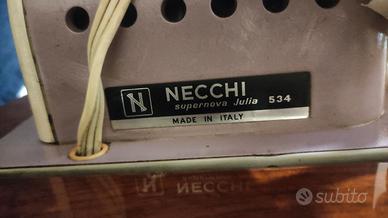 N NECCHI
supernova Julia 534
MADE IN ITALY
N NECCHI
subito